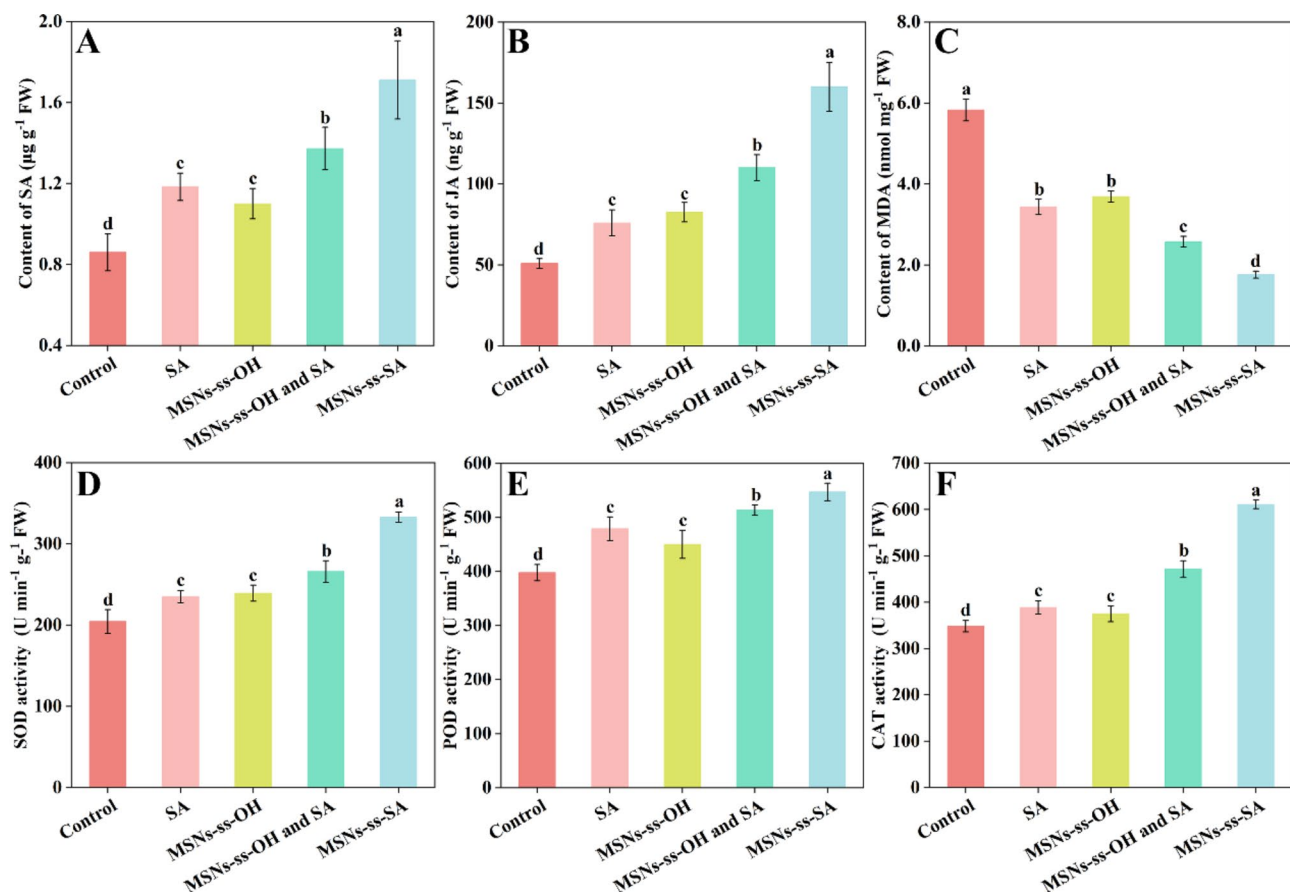 A
Content of SA (µg g-1 FW)
1.6
1.2
0.8
0.4
d
c
c
b
a
Control
SA
MSNs-ss-OH
MSNs-ss-OH and SA
MSNs-ss-SA
B
Content of JA (ng g-1 FW)
200
150
100
50
0
d
c
c
b
a
Control
SA
MSNs-ss-OH
MSNs-ss-OH and SA
MSNs-ss-SA
C
Content of MDA (nmol mg-1 FW)
8.0
6.0
4.0
2.0
0.0
a
b
b
c
d
Control
SA
MSNs-ss-OH
MSNs-ss-OH and SA
MSNs-ss-SA
D
SOD activity (U min-1 g-1 FW)
400
300
200
100
0
d
c
c
b
a
Control
SA
MSNs-ss-OH
MSNs-ss-OH and SA
MSNs-ss-SA
E
POD activity (U min-1 g-1 FW)
600
500
400
300
200
100
0
d
c
c
b
a
Control
SA
MSNs-ss-OH
MSNs-ss-OH and SA
MSNs-ss-SA
F
CAT activity (U min-1 g-1 FW)
700
600
500
400
300
200
100
0
d
c
c
b
a
Control
SA
MSNs-ss-OH
MSNs-ss-OH and SA
MSNs-ss-SA